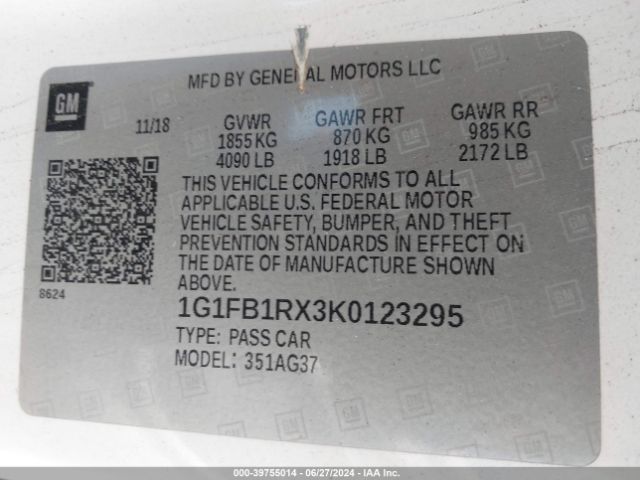 GM
MFD BY GENERAL MOTORS LLC
11/18 GVWR GAWR FRT GAWR RR
1855 KG 870 KG 985 KG
4090 LB 1918 LB 2172 LB
THIS VEHICLE CONFORMS TO ALL
APPLICABLE U.S. FEDERAL MOTOR
VEHICLE SAFETY, BUMPER, AND THEFT
PREVENTION STANDARDS IN EFFECT ON
THE DATE OF MANUFACTURE SHOWN
ABOVE.
8624
1G1FB1RX3K0123295
TYPE: PASS CAR
MODEL: 351AG37
000-39755014 - 06/27/2024 - IAA Inc.